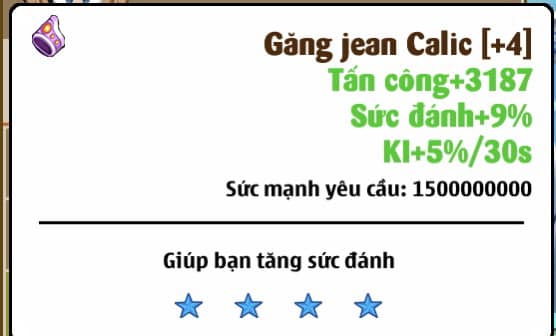 Găng jean Calic [+4]
Tấn công+3187
Sức đánh+9%
KI+5%/30s
Sức mạnh yêu cầu: 1500000000
Giúp bạn tăng sức đánh